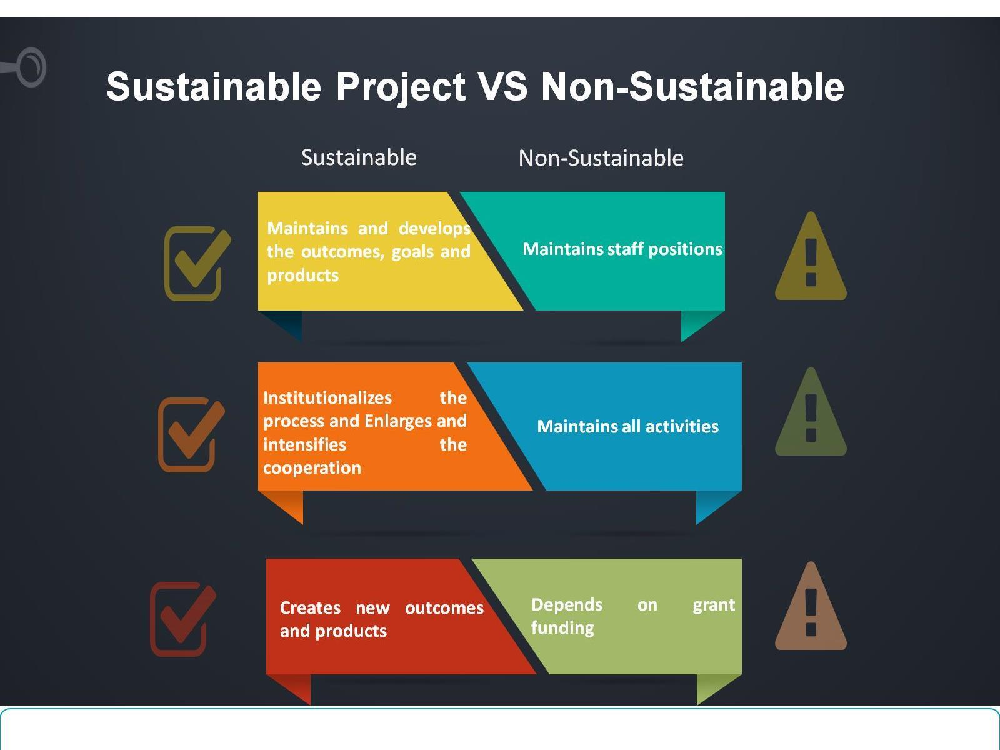 Sustainable Project VS Non-Sustainable
Sustainable
Non-Sustainable
Maintains and develops
the outcomes, goals and
products
Maintains staff positions
Institutionalizes the
process and Enlarges and
intensifies the
cooperation
Maintains all activities
Creates new outcomes
and products
Depends on grant
funding